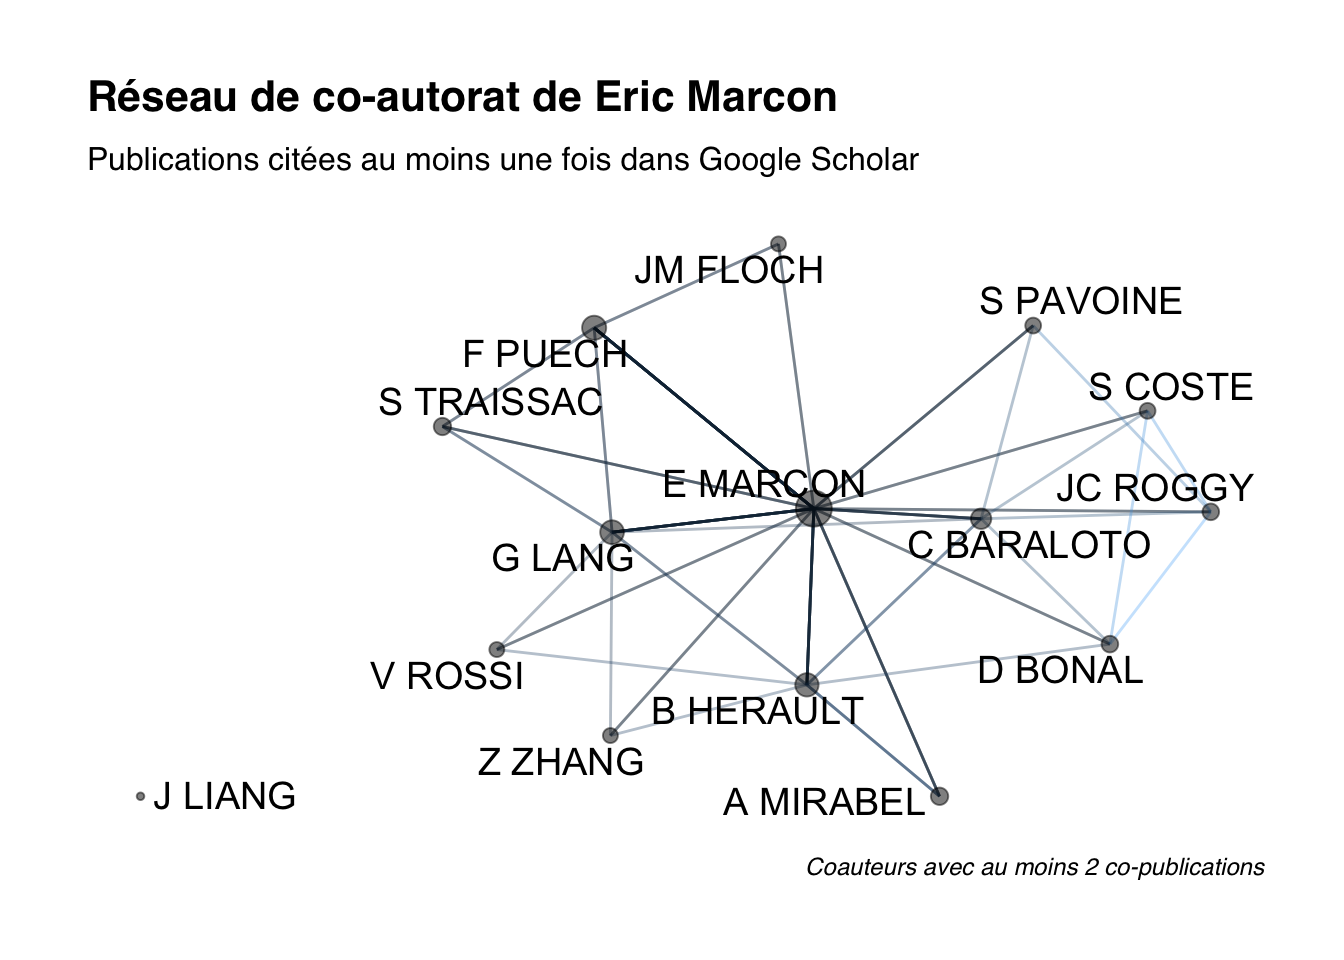 Réseau de co-autorat de Eric Marcon
Publications citées au moins une fois dans Google Scholar
JM FLOCH
S PAVOINE
F PUECH
S COSTE
S TRAISSAC
E MARCON
JC ROGGY
C BARALOTO
G LANG
V ROSSI
D BONAL
B HERAULT
Z ZHANG
J LIANG
A MIRABEL
Coauteurs avec au moins 2 co-publications